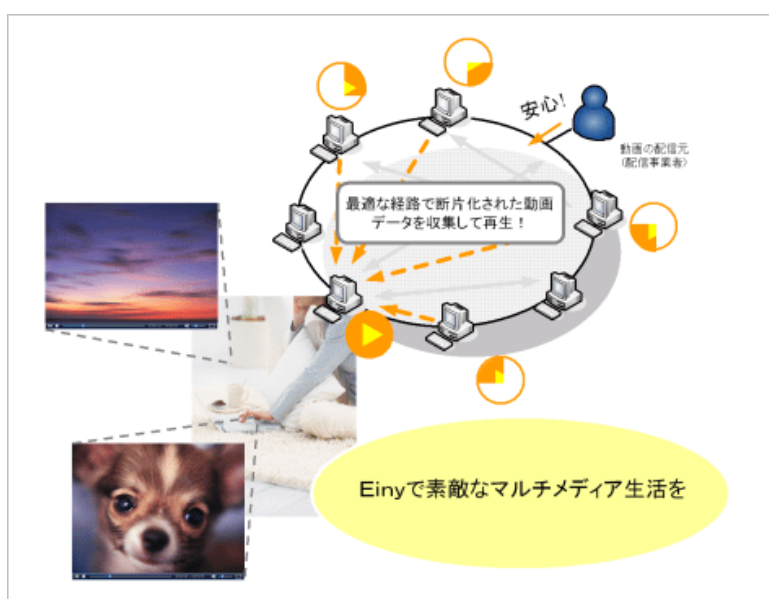 安心!
動画の配信元
(配信事業者)
最適な経路で断片化された動画
データを収集して再生!
Einyで素敵なマルチメディア生活を